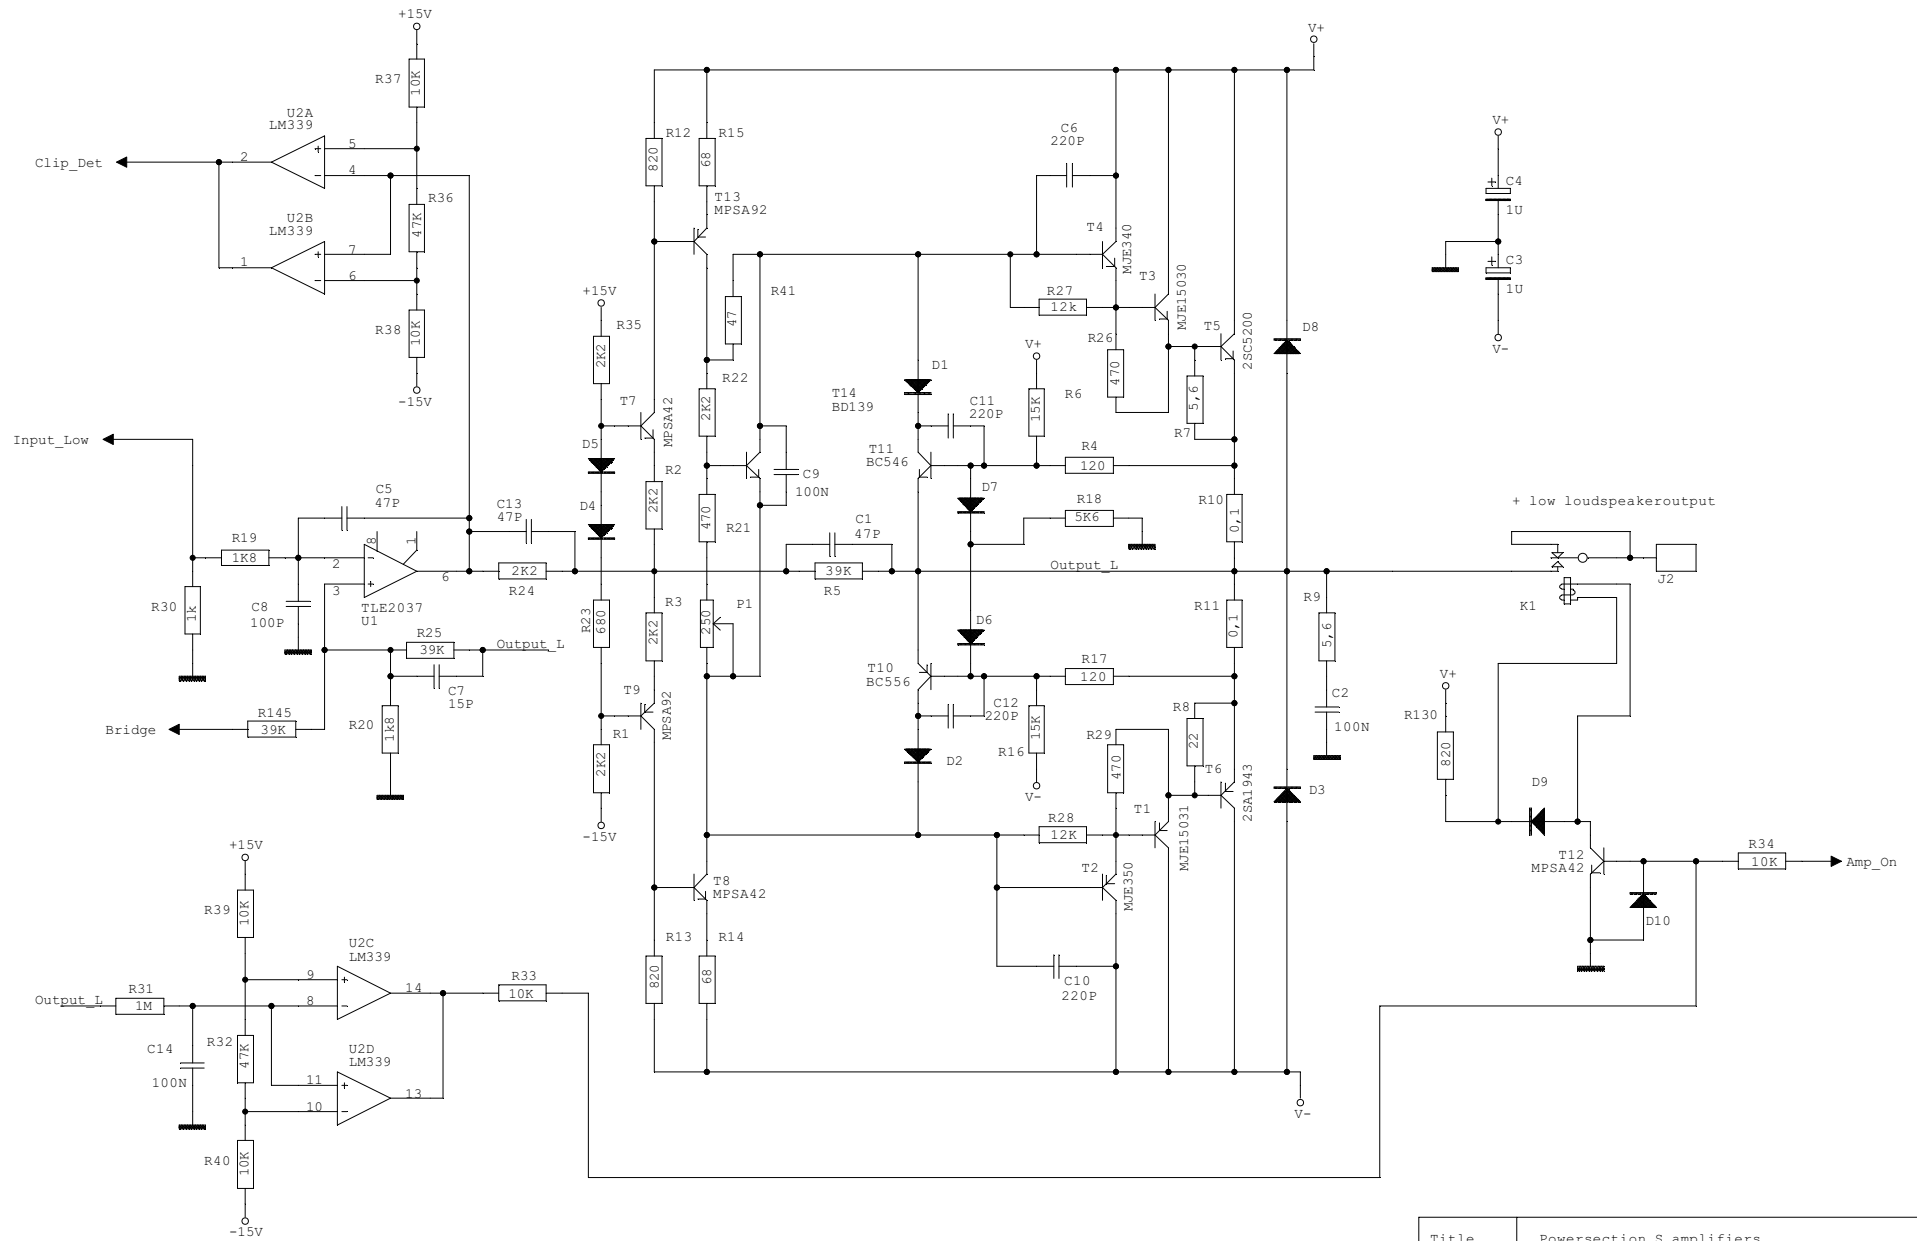 +15V
V+
R37
10K
U2A
LM339
5
4
2
Clip_Det
R36
47K
U2B
LM339
7
6
1
R38
10K
-15V
R12
820
R15
68
T13
MPSA92
C6
220P
T4
MJE340
T3
MJE15030
R27
12k
R26
470
T5
2SC5200
5,6
R7
D8
V+
C4
1U
C3
1U
V-
+15V
R35
2K2
R41
47
R22
2K2
T7
MPSA42
D1
T14
BD139
C11
220P
V+
R6
15K
T11
BC546
R4
120
Input_Low
C5
47P
C13
47P
D5
D4
R2
2K2
R21
470
C9
100N
D7
R18
5K6
R10
0,1
+ low loudspeakeroutput
R19
1K8
8
1
2
3
6
TLE2037
U1
2K2
R24
C1
47P
39K
R5
Output_L
J2
K1
R30
1k
C8
100P
R25
39K
Output_L
C7
15P
R23
680
R3
2K2
P1
250
D6
R11
0,1
R9
5,6
T10
BC556
R17
120
Bridge
R145
39K
R20
1k8
T9
MPSA92
R1
2K2
-15V
C12
220P
15K
R16
V-
D2
R8
22
R29
470
T6
2SA1943
C2
100N
D3
V+
R130
820
D9
T1
MJE15031
R28
12K
T2
MJE350
T12
MPSA42
R34
10K
Amp_On
D10
T8
MPSA42
+15V
R39
10K
U2C
LM339
9
8
14
R33
10K
R13
820
R14
68
C10
220P
Output_L
R31
1M
C14
100N
R32
47K
U2D
LM339
11
10
13
V-
R40
10K
-15V
Title
Powersection S amplifiers